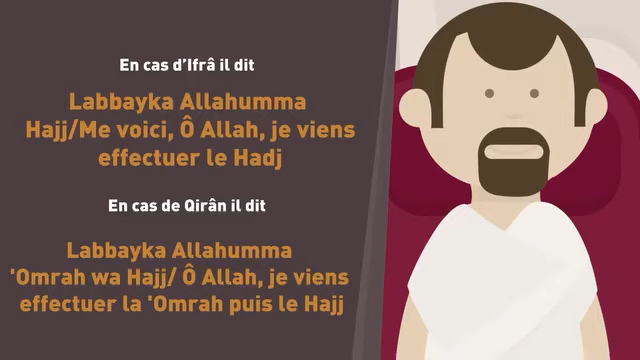 En cas d’Ifrâ il dit
Labbayka Allahumma
Hajj/Me voici, Ô Allah, je viens
effectuer le Hadj
En cas de Qirân il dit
Labbayka Allahumma
'Omrah wa Hajj/ Ô Allah, je viens
effectuer la 'Omrah puis le Hajj